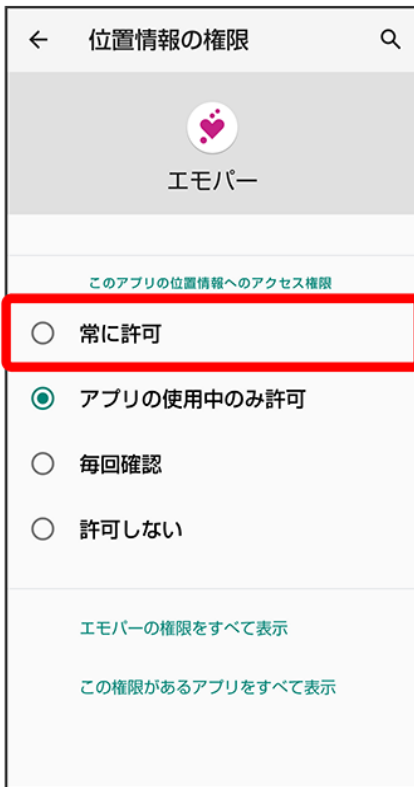 位置情報の権限
エモパー
このアプリの位置情報へのアクセス権限
常に許可
アプリの使用中のみ許可
毎回確認
許可しない
エモパーの権限をすべて表示
この権限があるアプリをすべて表示